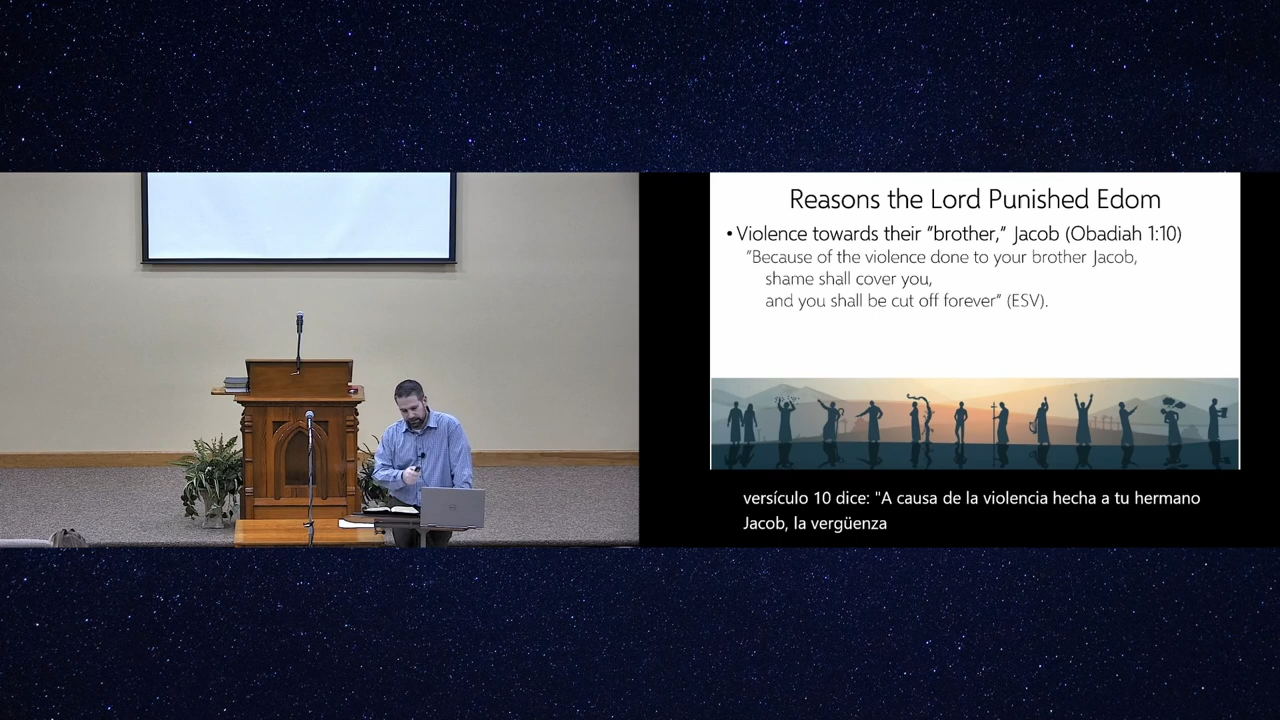 Reasons the Lord Punished Edom
• Violence towards their "brother," Jacob (Obadiah 1:10)
"Because of the violence done to your brother Jacob,
shame shall cover you,
and you shall be cut off forever" (ESV).
versículo 10 dice: "A causa de la violencia hecha a tu hermano
Jacob, la vergüenza